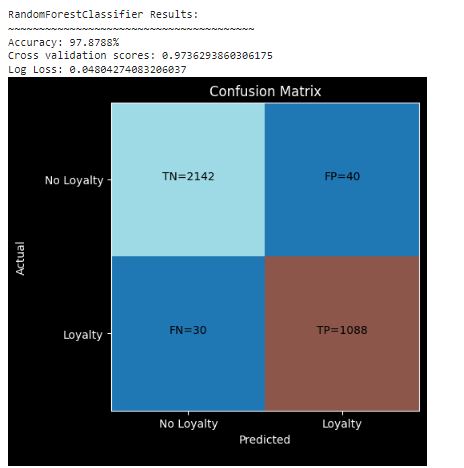 RandomForestClassifier Results:
~~~~~~~~~~~~~~~~~~~~~~~~~~~~~~~~~~~~~~~~
Accuracy: 97.8788%
Cross validation scores: 0.9736293860306175
Log Loss: 0.04804274083206037
Confusion Matrix
No Loyalty
TN=2142
FP=40
Actual
Loyalty
FN=30
TP=1088
No Loyalty
Loyalty
Predicted